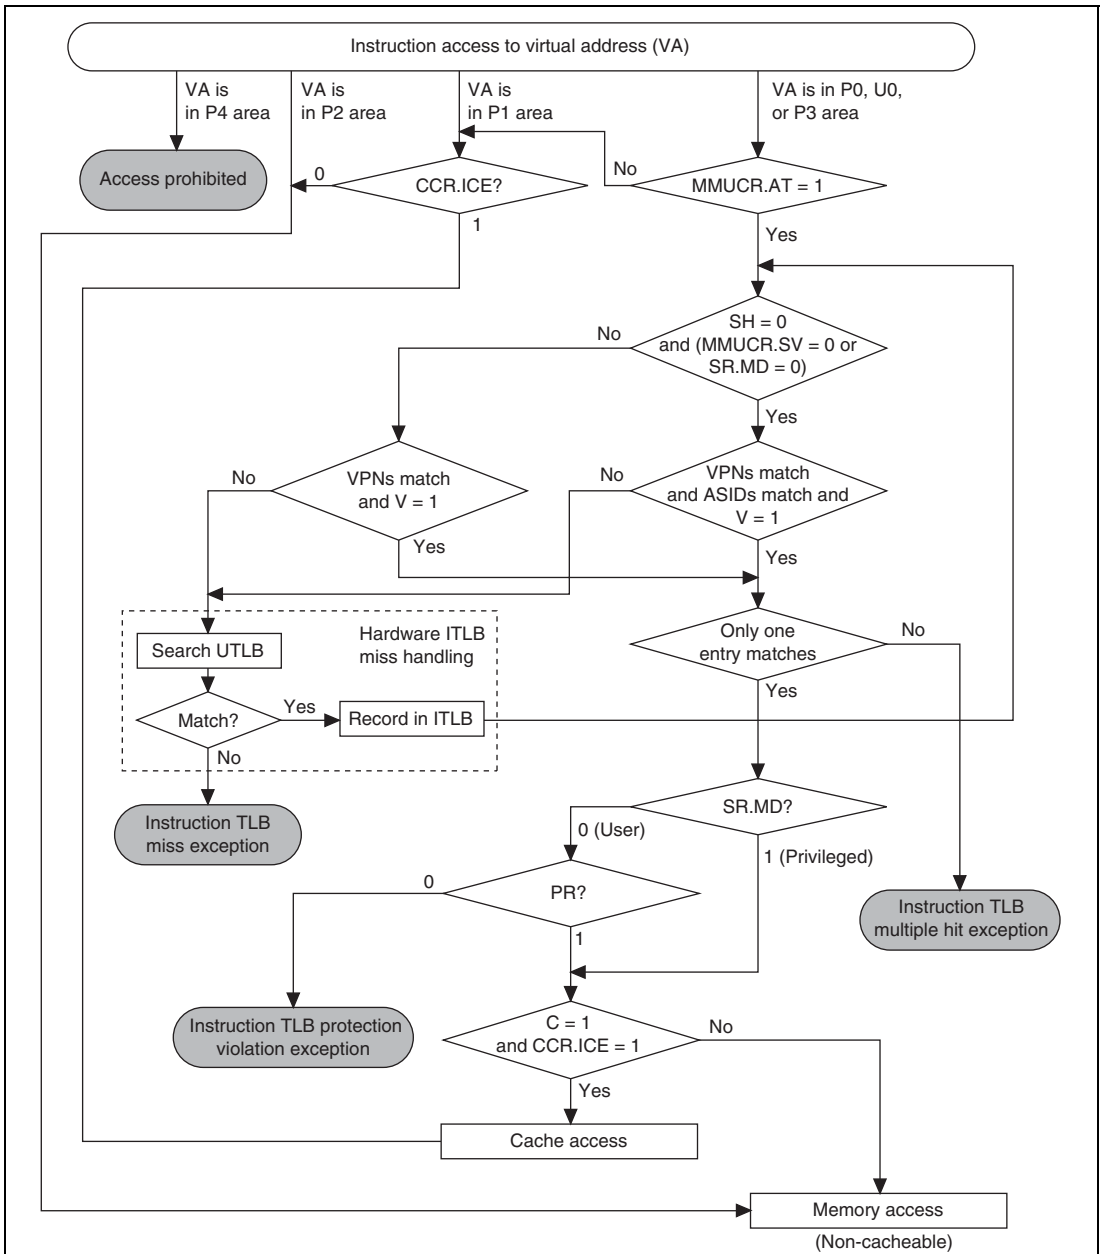 Instruction access to virtual address (VA)
VA is
in P4 area
VA is
in P2 area
VA is
in P1 area
VA is in P0, U0,
or P3 area
Access prohibited
0
CCR.ICE?
1
No
MMUCR.AT = 1
Yes
No
SH = 0
and (MMUCR.SV = 0 or
SR.MD = 0)
Yes
No
VPNs match
and V = 1
Yes
No
VPNs match
and ASIDs match and
V = 1
Yes
Hardware ITLB
miss handling
Search UTLB
Match?
Yes
Record in ITLB
No
Instruction TLB
miss exception
Only one
entry matches
No
Yes
SR.MD?
0 (User)
1 (Privileged)
0
PR?
1
Instruction TLB
multiple hit exception
Instruction TLB protection
violation exception
C = 1
and CCR.ICE = 1
No
Yes
Cache access
Memory access
(Non-cacheable)